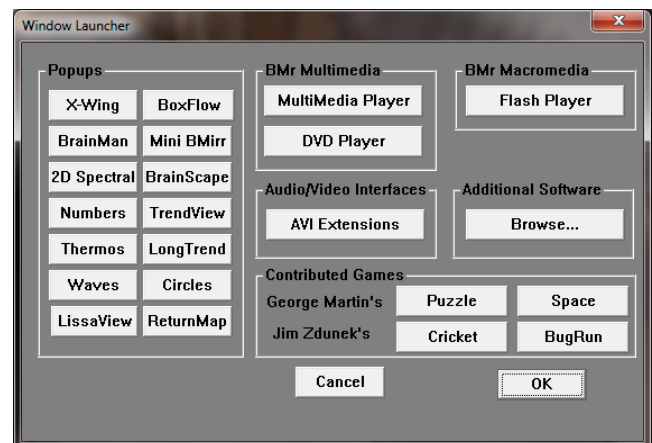 Window Launcher
Popups
X-Wing BoxFlow
BrainMan Mini BMirr
2D Spectral BrainScape
Numbers TrendView
Thermos LongTrend
Waves Circles
LissaView ReturnMap
BMr Multimedia
MultiMedia Player
DVD Player
BMr Macromedia
Flash Player
Audio/Video Interfaces
AVI Extensions
Additional Software
Browse...
Contributed Games
George Martin's Puzzle Space
Jim Zdunek's Cricket BugRun
Cancel OK